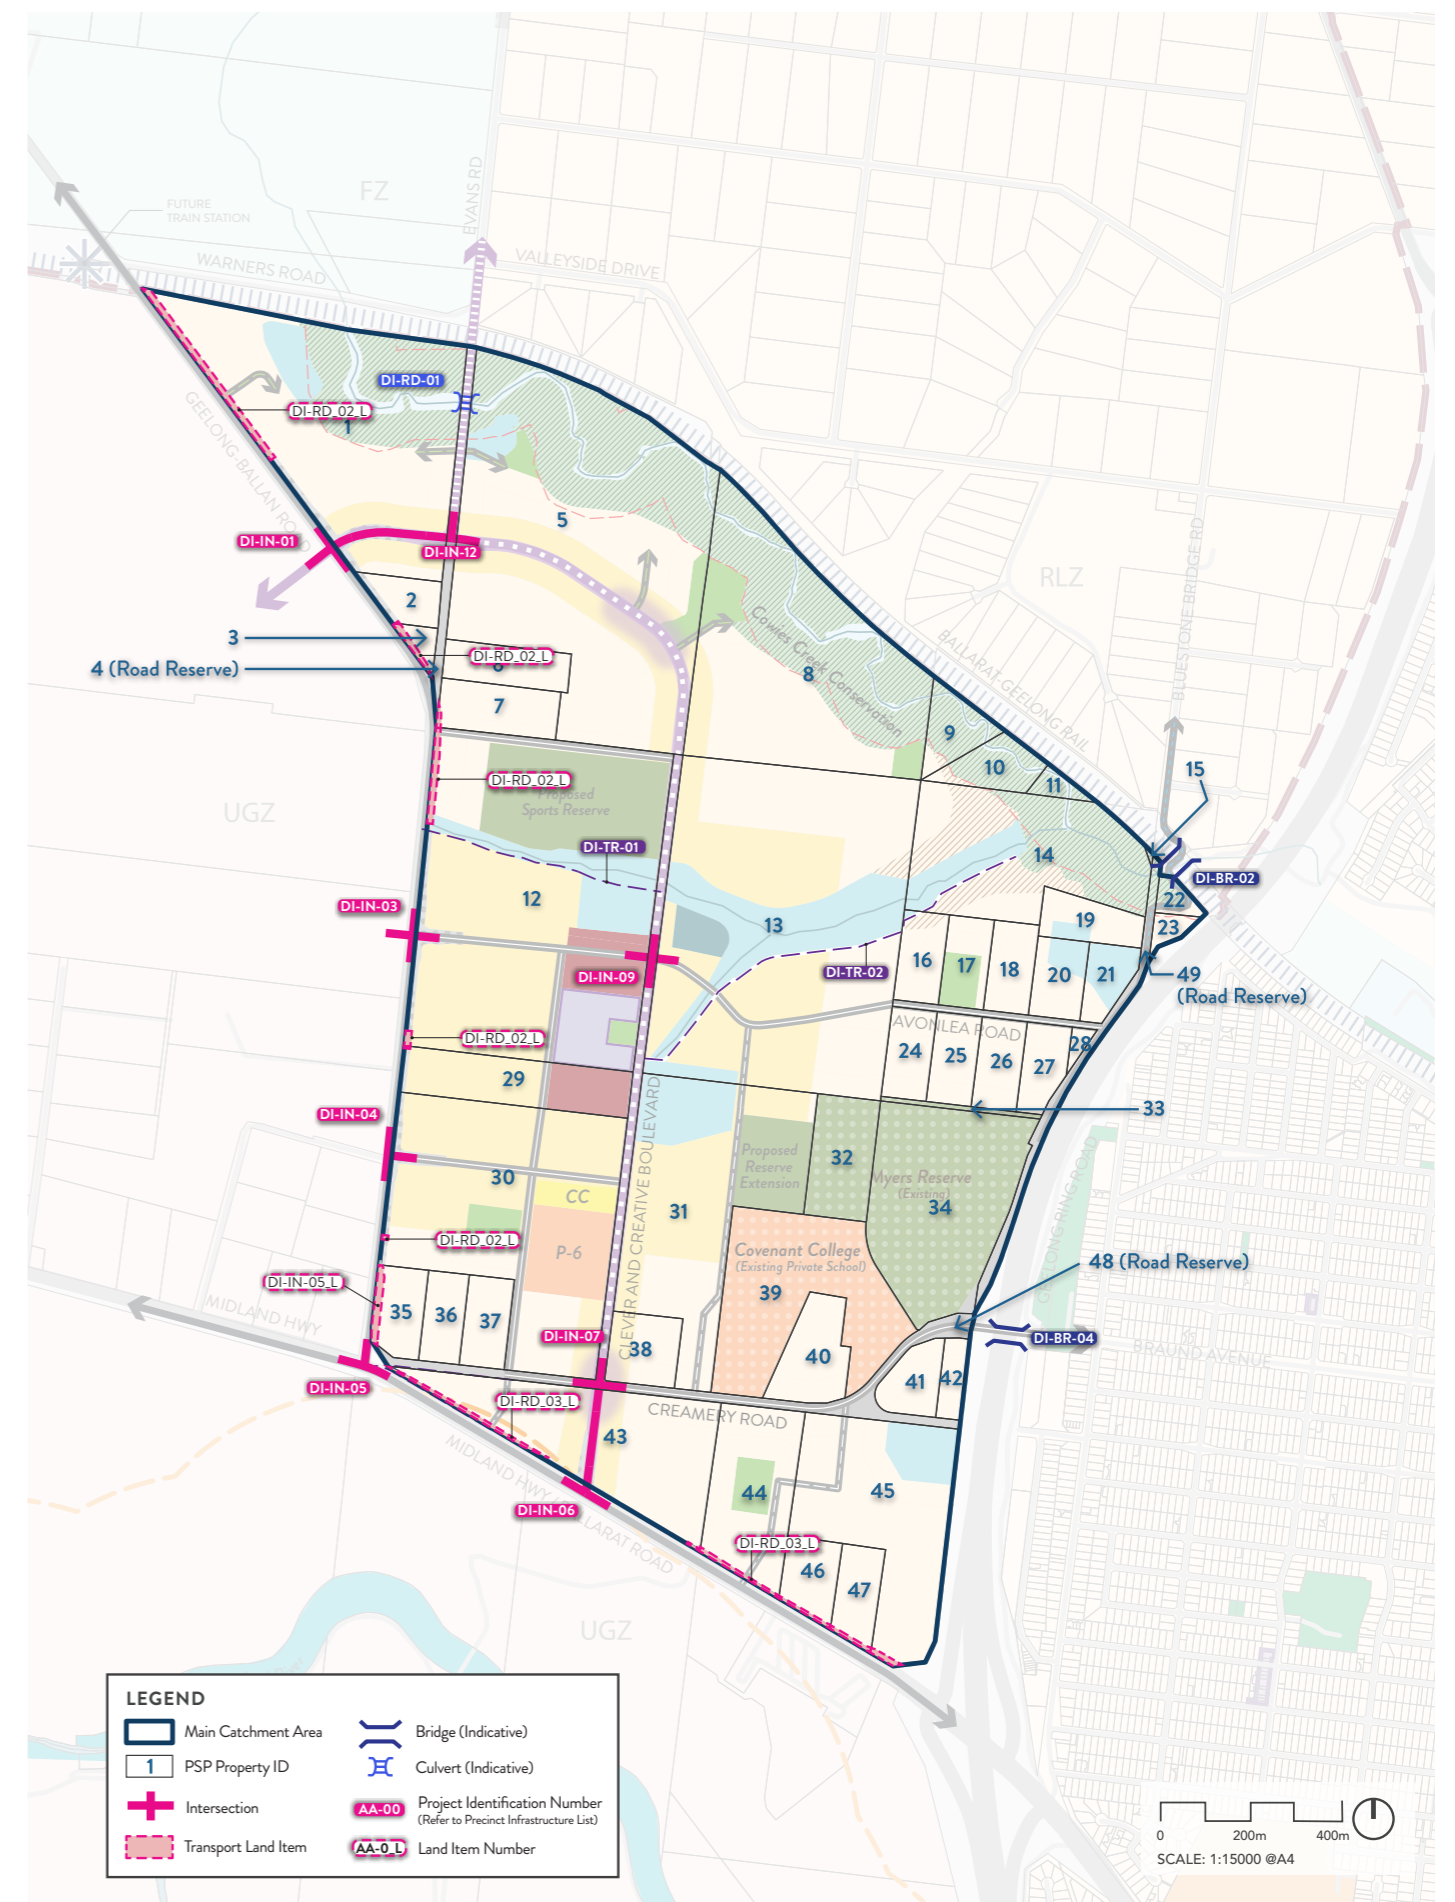 FZ
EVANS RD
FUTURE
TRAIN STATION
WARNERS ROAD
VALLEYSIDE DRIVE
DI-RD-01
DI-RD_02_L
1
GEELONG-BALLAN ROAD
5
DI-IN-01
DI-IN-12
RLZ
BLUESTONE BRIDGE RD
2
3
4 (Road Reserve)
DI-RD_02_L
6
7
Cowies Creek Conservation
8
BALLARAT-GEELONG RAIL
9
10
11
15
DI-RD_02_L
Proposed
Sports Reserve
UGZ
DI-TR-01
14
DI-BR-02
22
12
DI-IN-03
13
19
23
DI-IN-09
DI-TR-02
16
17
18
20
21
49
(Road Reserve)
AVONLEA ROAD
DI-RD_02_L
24
25
26
27
28
29
DI-IN-04
33
CLEVER AND CREATIVE BOULEVARD
Proposed
Reserve
Extension
32
Myers Reserve
(Existing)
34
GEELONG RING ROAD
30
CC
31
DI-RD_02_L
P-6
Covenant College
(Existing Private School)
39
48 (Road Reserve)
DI-IN-05_L
MIDLAND HWY
35
36
37
DI-IN-07
38
40
DI-BR-04
BRAUND AVENUE
41
42
DI-IN-05
DI-RD_03_L
CREAMERY ROAD
43
MIDLAND HWY
LARAT ROAD
DI-IN-06
44
45
DI-RD_03_L
46
47
UGZ
LEGEND
Main Catchment Area
1
PSP Property ID
Intersection
Transport Land Item
Bridge (Indicative)
Culvert (Indicative)
AA-00
Project Identification Number
(Refer to Precinct Infrastructure List)
AA-0_L
Land Item Number
0
200m
400m
SCALE: 1:15000 @A4